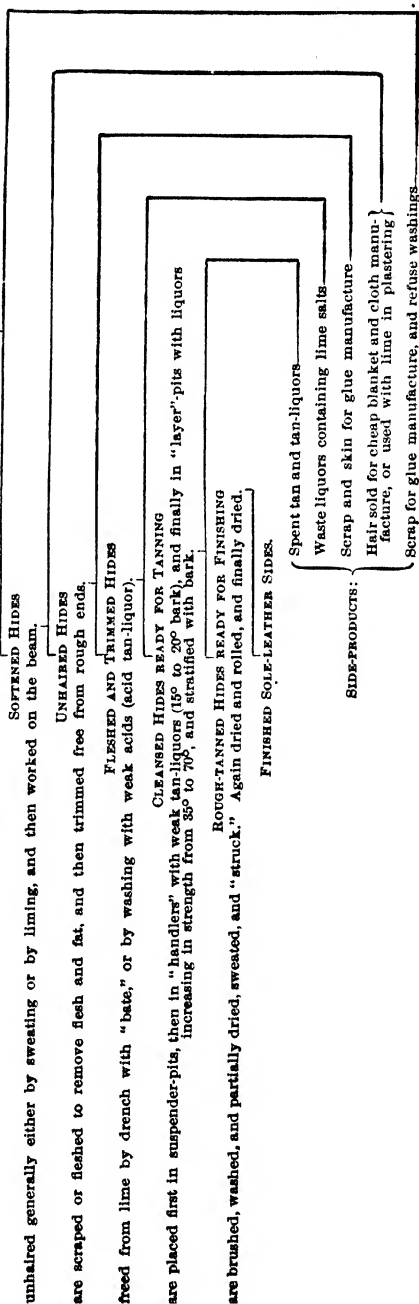 SOFTENED HIDES
unhaired generally either by sweating or by liming, and then worked on the beam.
UNHAIRED HIDES
are scraped or fleshed to remove flesh and fat, and then trimmed free from rough ends.
FLESHED AND TRIMMED HIDES
freed from lime by drench with "bate," or by washing with weak acids (acid tan-liquor).
CLEANSED HIDES READY FOR TANNING
are placed first in suspender-pits, then in "handlers" with weak tan-liquors (15° to 20° bark), and finally in "layer"-pits with liquors
increasing in strength from 35° to 70°, and stratified with bark.
ROUGH-TANNED HIDES READY FOR FINISHING
are brushed, washed, and partially dried, sweated, and "struck." Again dried and rolled, and finally dried.
FINISHED SOLE-LEATHER SIDES.
SIDE-PRODUCTS:
Spent tan and tan-liquors
Waste liquors containing lime salts
Scrap and skin for glue manufacture
Hair sold for cheap blanket and cloth manu-
facture, or used with lime in plastering
Scrap for glue manufacture, and refuse washings